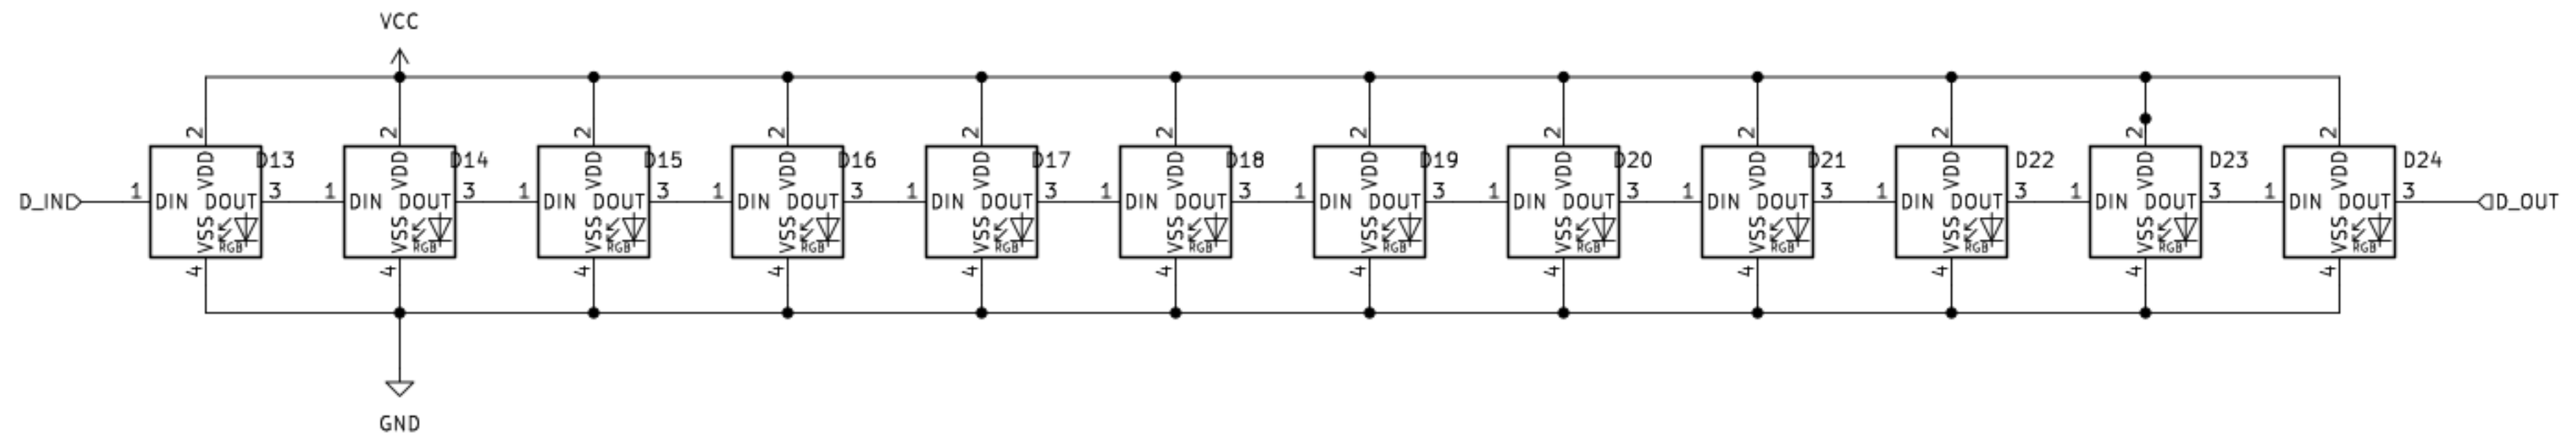 VCC
2 2 2 2 2 2 2 2 2 2 2 2
D13 D14 D15 D16 D17 D18 D19 D20 D21 D22 D23 D24
VDD VDD VDD VDD VDD VDD VDD VDD VDD VDD VDD VDD
D_IN 1 DIN DOUT 3 1 DIN DOUT 3 1 DIN DOUT 3 1 DIN DOUT 3 1 DIN DOUT 3 1 DIN DOUT 3 1 DIN DOUT 3 1 DIN DOUT 3 1 DIN DOUT 3 1 DIN DOUT 3 1 DIN DOUT 3 1 DIN DOUT 3 D_OUT
VSS RGB VSS RGB VSS RGB VSS RGB VSS RGB VSS RGB VSS RGB VSS RGB VSS RGB VSS RGB VSS RGB VSS RGB
4 4 4 4 4 4 4 4 4 4 4 4
GND